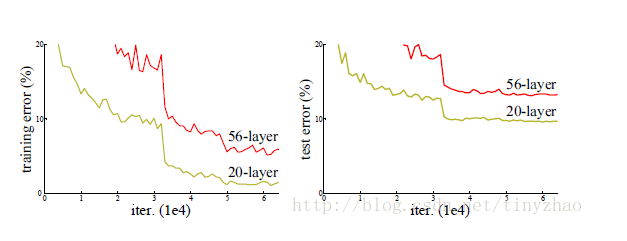 20
10
0
training error (%)
0
1
2
3
4
5
6
iter. (1e4)
56-layer
20-layer
20
10
0
test error (%)
0
1
2
3
4
5
6
iter. (1e4)
56-layer
20-layer
http://blog.csdn.net/tinyzhao